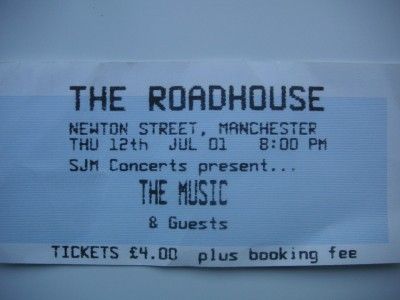 THE ROADHOUSE
NEWTON STREET, MANCHESTER
THU 12th JUL 01 8:00 PM
SJM Concerts present...
THE MUSIC
& Guests
TICKETS £4.00 plus booking fee